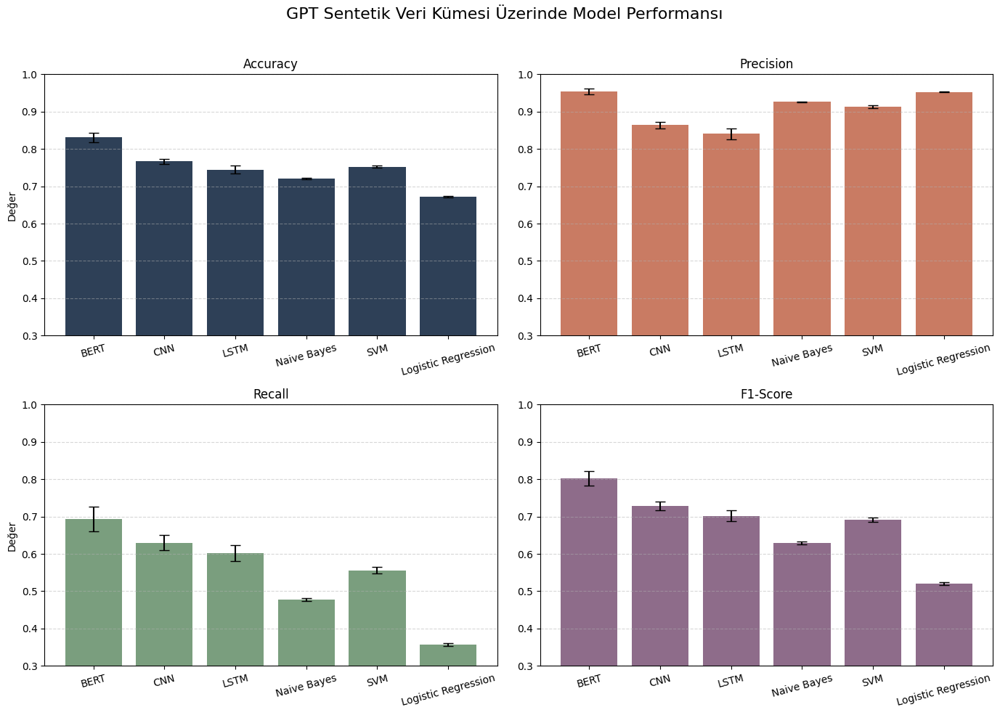 GPT Sentetik Veri Kümesi Üzerinde Model Performansı
Accuracy
Değer
1.0
0.9
0.8
0.7
0.6
0.5
0.4
0.3
BERT
CNN
LSTM
Naive Bayes
SVM
Logistic Regression
Precision
1.0
0.9
0.8
0.7
0.6
0.5
0.4
0.3
BERT
CNN
LSTM
Naive Bayes
SVM
Logistic Regression
Recall
Değer
1.0
0.9
0.8
0.7
0.6
0.5
0.4
0.3
BERT
CNN
LSTM
Naive Bayes
SVM
Logistic Regression
F1-Score
1.0
0.9
0.8
0.7
0.6
0.5
0.4
0.3
BERT
CNN
LSTM
Naive Bayes
SVM
Logistic Regression